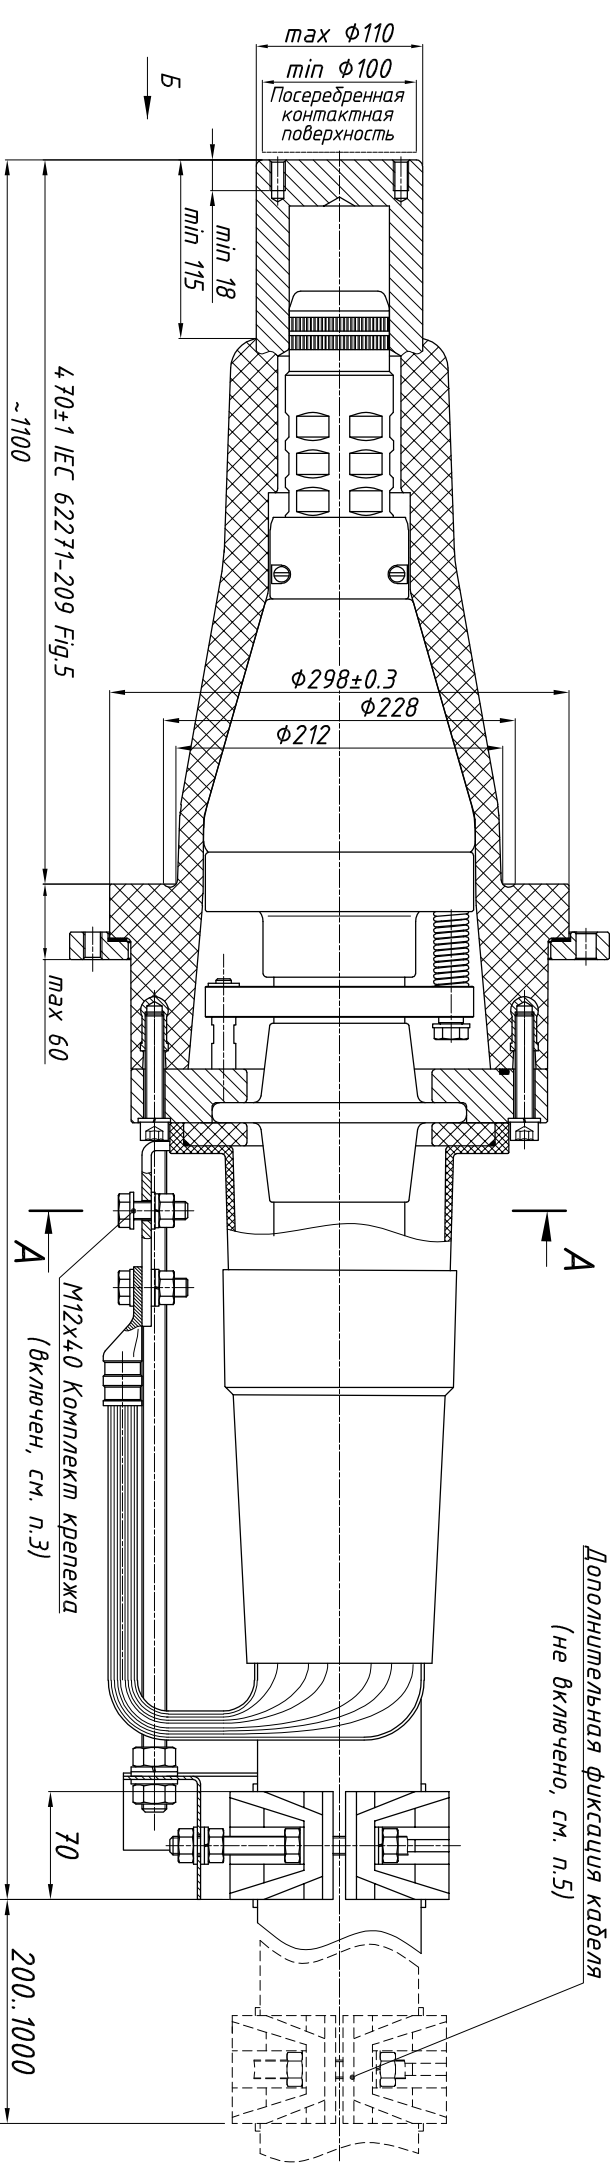 max Φ110
min Φ100
Посеребренная
контактная
поверхность
Б
min 18
min 115
470±1 IEC 62271-209 Fig.5
~1100
Φ298±0.3
Φ228
Φ212
max 60
А
А
М12х40 Комплект крепежа
(включен, см. п.3)
Дополнительная фиксация кабеля
(не включено, см. п.5)
70
200..1000